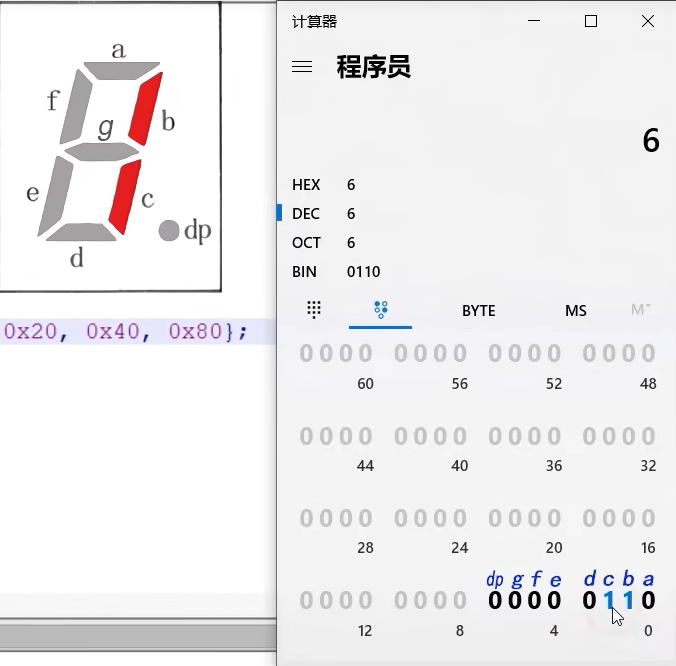 a
f
b
g
e
c
d
dp
0x20, 0x40, 0x80};
计算器
程序员
6
HEX 6
DEC 6
OCT 6
BIN 0110
BYTE MS M˅
0000 0000 0000 0000
60 56 52 48
0000 0000 0000 0000
44 40 36 32
0000 0000 0000 0000
28 24 20 16
dp g f e d c b a
0000 0000 0000 0110
12 8 4 0